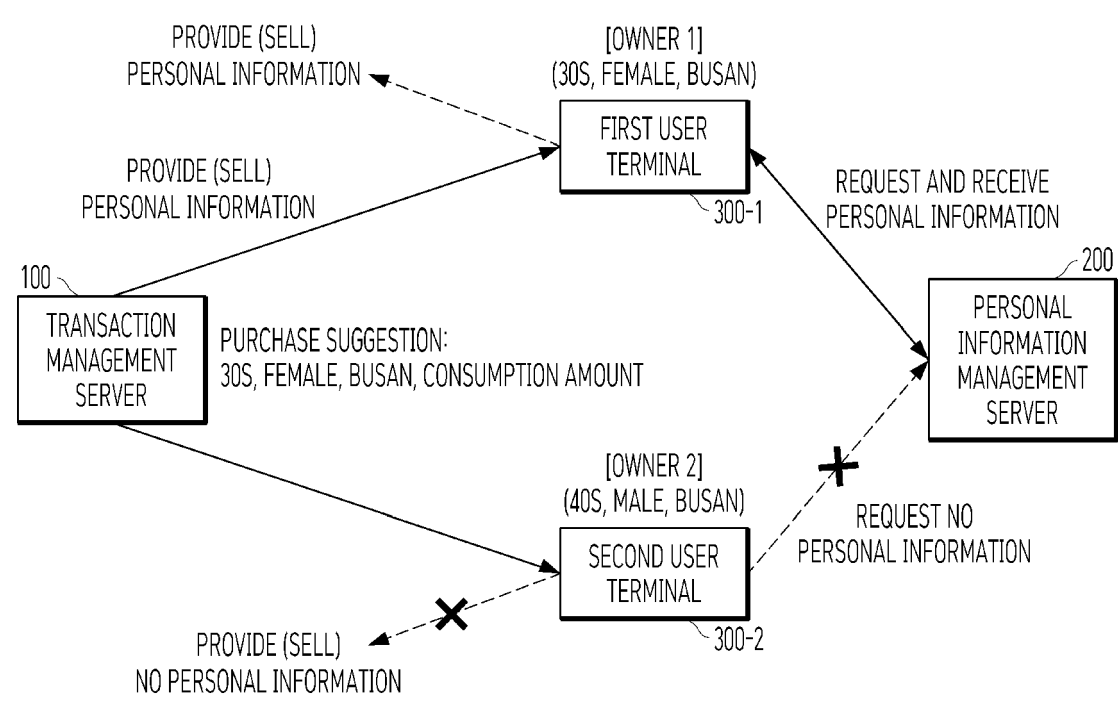 PROVIDE (SELL)
PERSONAL INFORMATION
[OWNER 1]
(30S, FEMALE, BUSAN)
FIRST USER
TERMINAL
300-1
PROVIDE (SELL)
PERSONAL INFORMATION
REQUEST AND RECEIVE
PERSONAL INFORMATION
100
TRANSACTION
MANAGEMENT
SERVER
PURCHASE SUGGESTION:
30S, FEMALE, BUSAN, CONSUMPTION AMOUNT
200
PERSONAL
INFORMATION
MANAGEMENT
SERVER
[OWNER 2]
(40S, MALE, BUSAN)
SECOND USER
TERMINAL
300-2
REQUEST NO
PERSONAL INFORMATION
PROVIDE (SELL)
NO PERSONAL INFORMATION